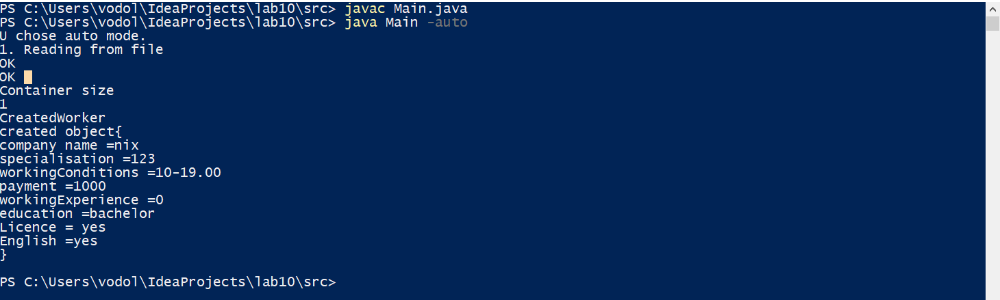 PS C:\Users\vodol\IdeaProjects\lab10\src> javac Main.java
PS C:\Users\vodol\IdeaProjects\lab10\src> java Main -auto
U chose auto mode.
1. Reading from file
OK
OK
Container size
1
CreatedWorker
created object{
company name =nix
specialisation =123
workingConditions =10-19.00
payment =1000
workingExperience =0
education =bachelor
Licence = yes
English =yes
}
PS C:\Users\vodol\IdeaProjects\lab10\src>